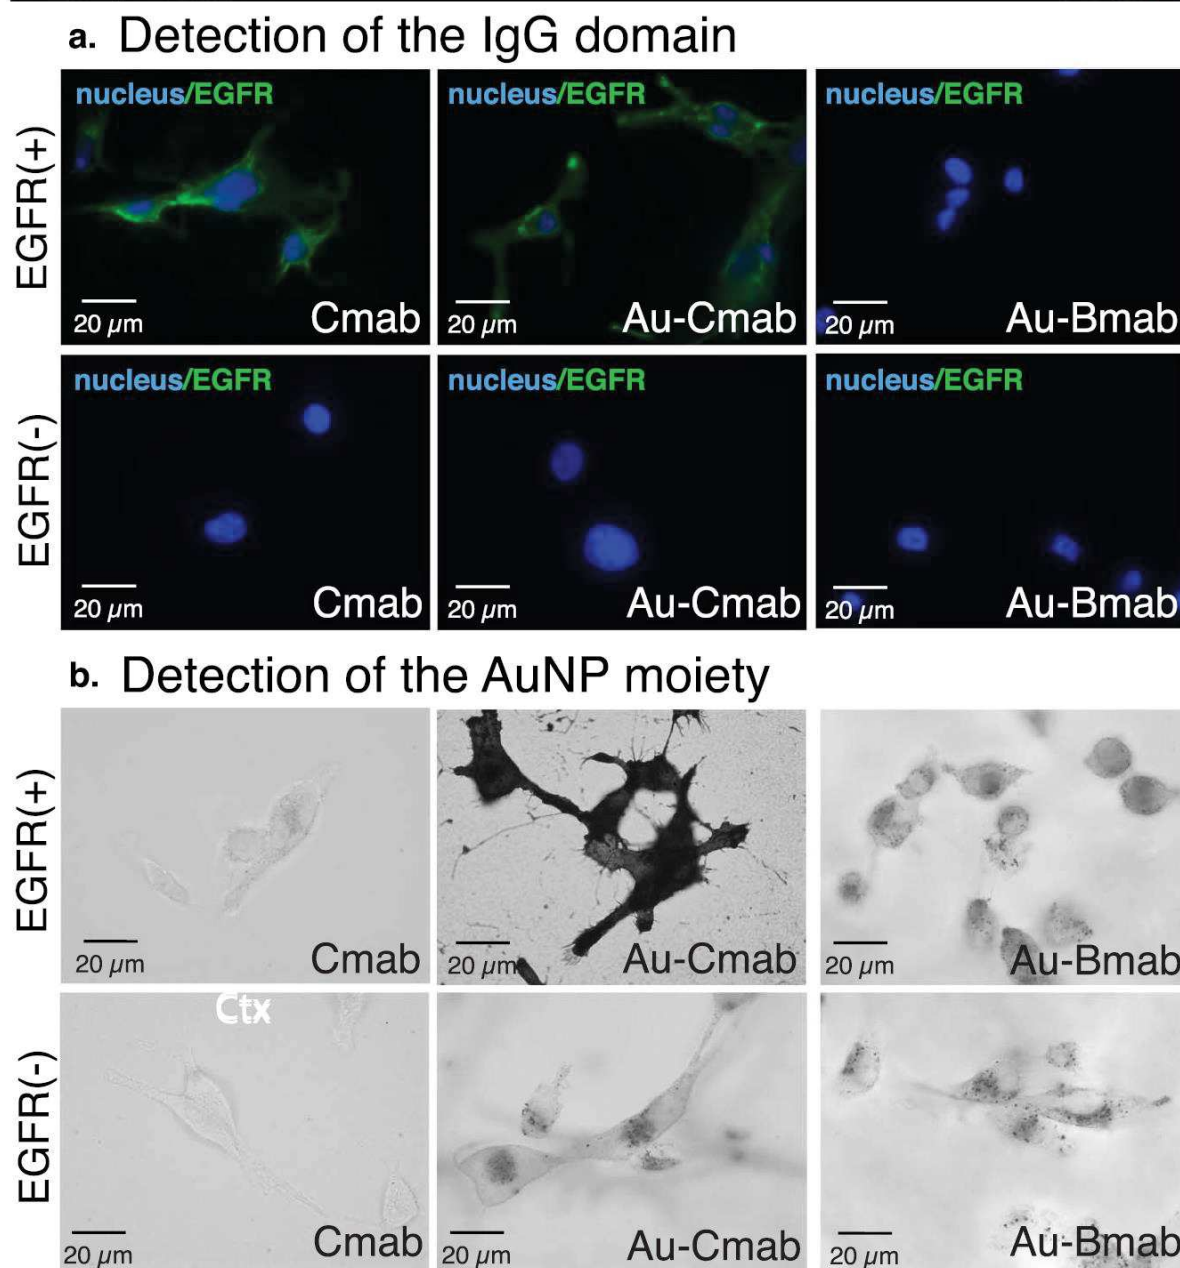 a. Detection of the IgG domain
EGFR(+)
nucleus/EGFR
20 µm
Cmab
nucleus/EGFR
20 µm
Au-Cmab
nucleus/EGFR
20 µm
Au-Bmab
EGFR(-)
nucleus/EGFR
20 µm
Cmab
nucleus/EGFR
20 µm
Au-Cmab
nucleus/EGFR
20 µm
Au-Bmab
b. Detection of the AuNP moiety
EGFR(+)
20 µm
Cmab
20 µm
Au-Cmab
20 µm
Au-Bmab
EGFR(-)
Ctx
20 µm
Cmab
20 µm
Au-Cmab
20 µm
Au-Bmab